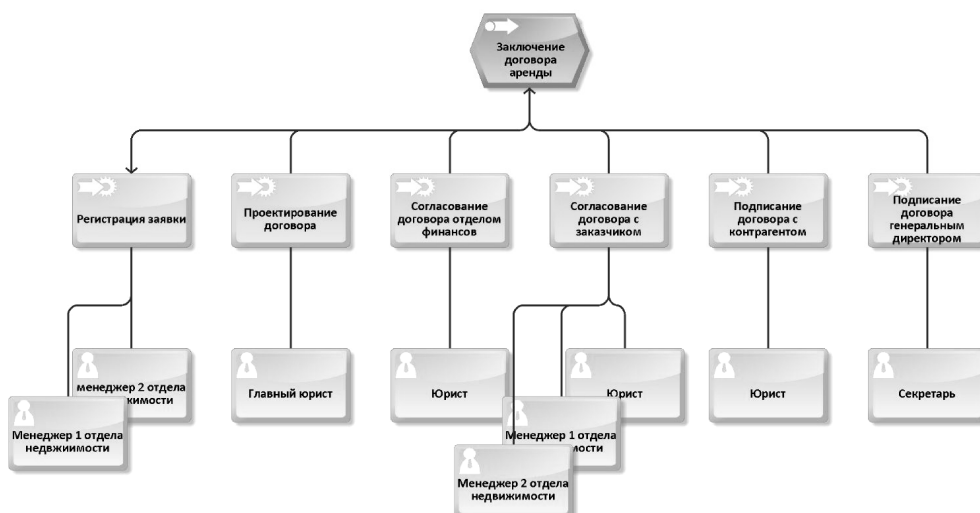 Заключение
договора
аренды
Регистрация заявки
Проектирование
договора
Согласование
договора отделом
финансов
Согласование
договора с
заказчиком
Подписание
договора с
контрагентом
Подписание
договора
генеральным
директором
менеджер 2 отдела
Менеджер 1 отдела
недвжиимости
Главный юрист
Юрист
Юрист
Менеджер 1 отдела
Менеджер 2 отдела
недвижимости
Юрист
Секретарь